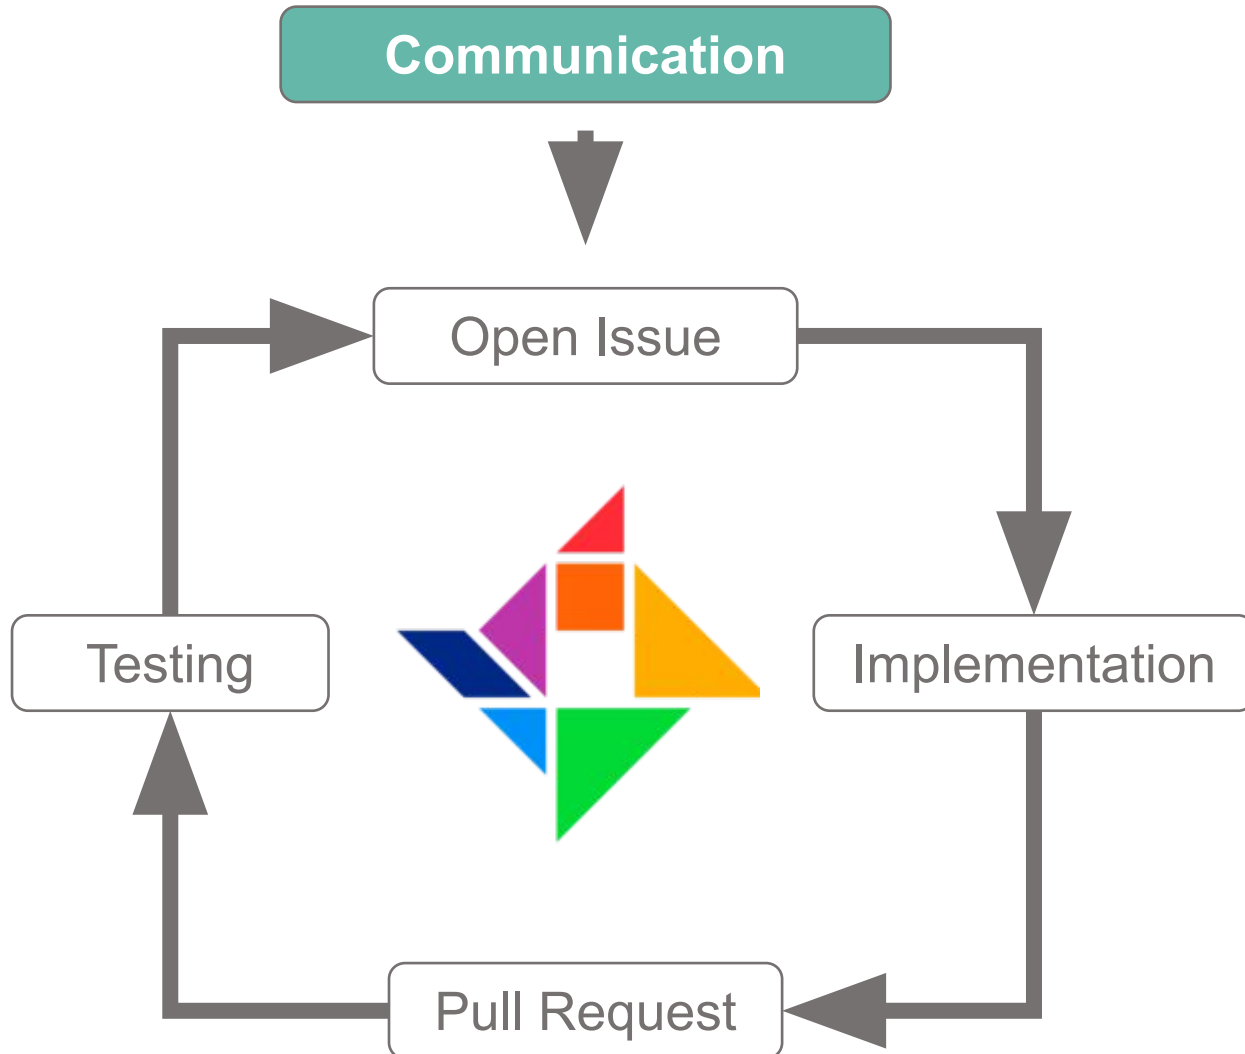 Communication
Open Issue
Testing
Implementation
Pull Request